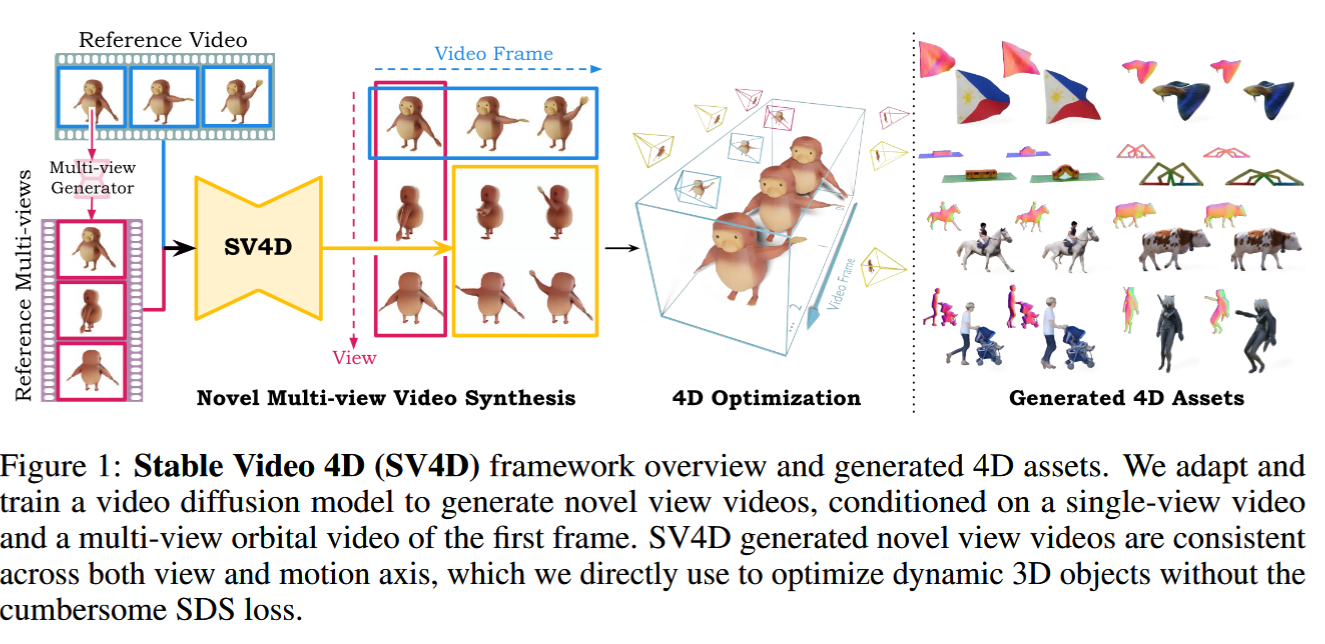 Reference Video
Multi-view
Generator
Reference Multi-views
SV4D
Video Frame
View
Novel Multi-view Video Synthesis
Video Frame
... 2
4D Optimization
Generated 4D Assets
Figure 1: Stable Video 4D (SV4D) framework overview and generated 4D assets. We adapt and
train a video diffusion model to generate novel view videos, conditioned on a single-view video
and a multi-view orbital video of the first frame. SV4D generated novel view videos are consistent
across both view and motion axis, which we directly use to optimize dynamic 3D objects without the
cumbersome SDS loss.